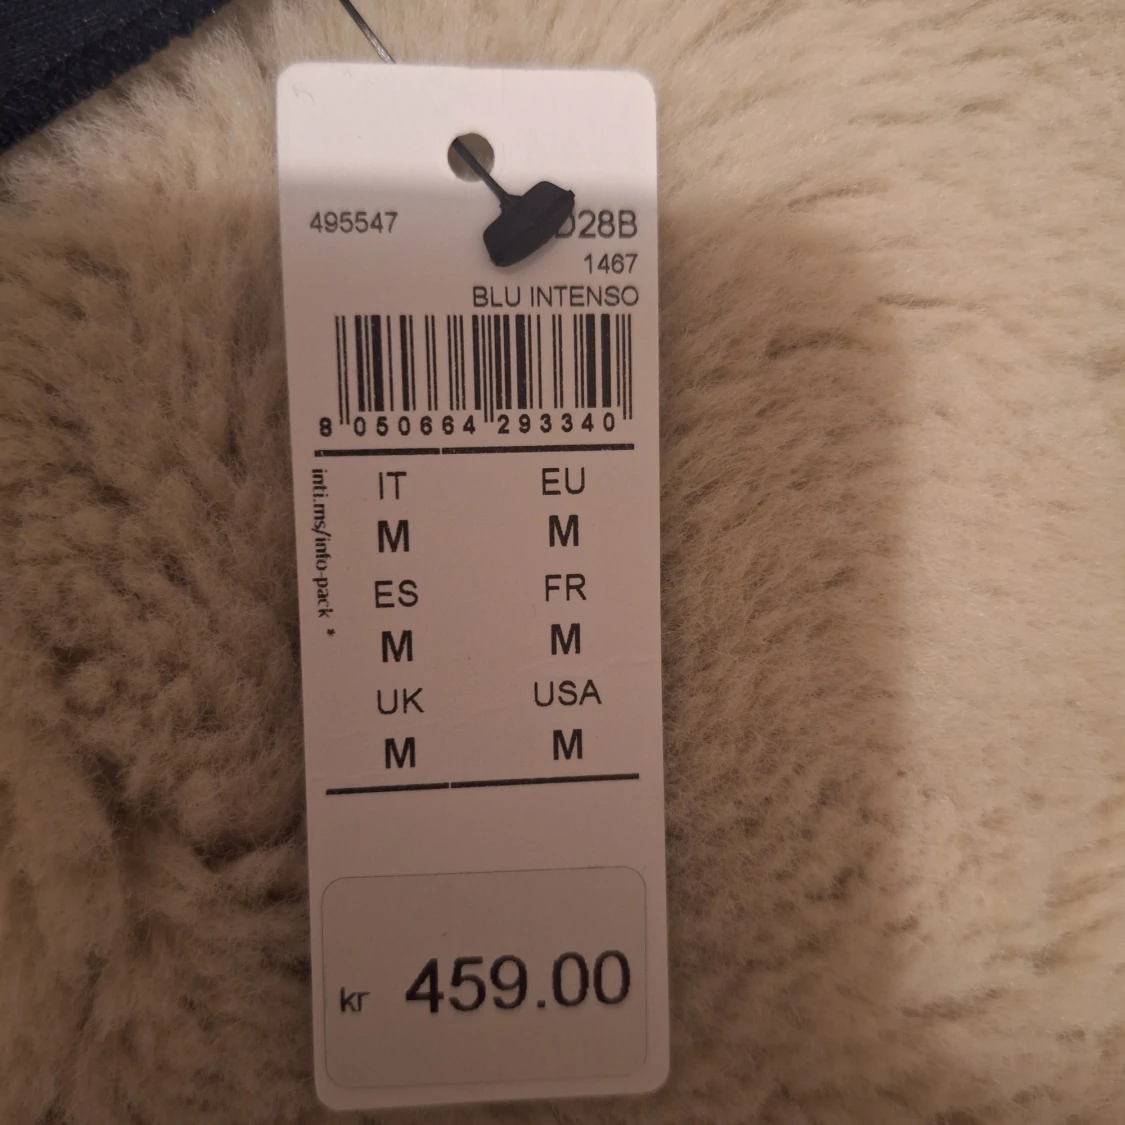 495547
D28B
1467
BLU INTENSO
8 050664 293340
inti.ms/info-pack *
IT EU
M M
ES FR
M M
UK USA
M M
kr 459.00